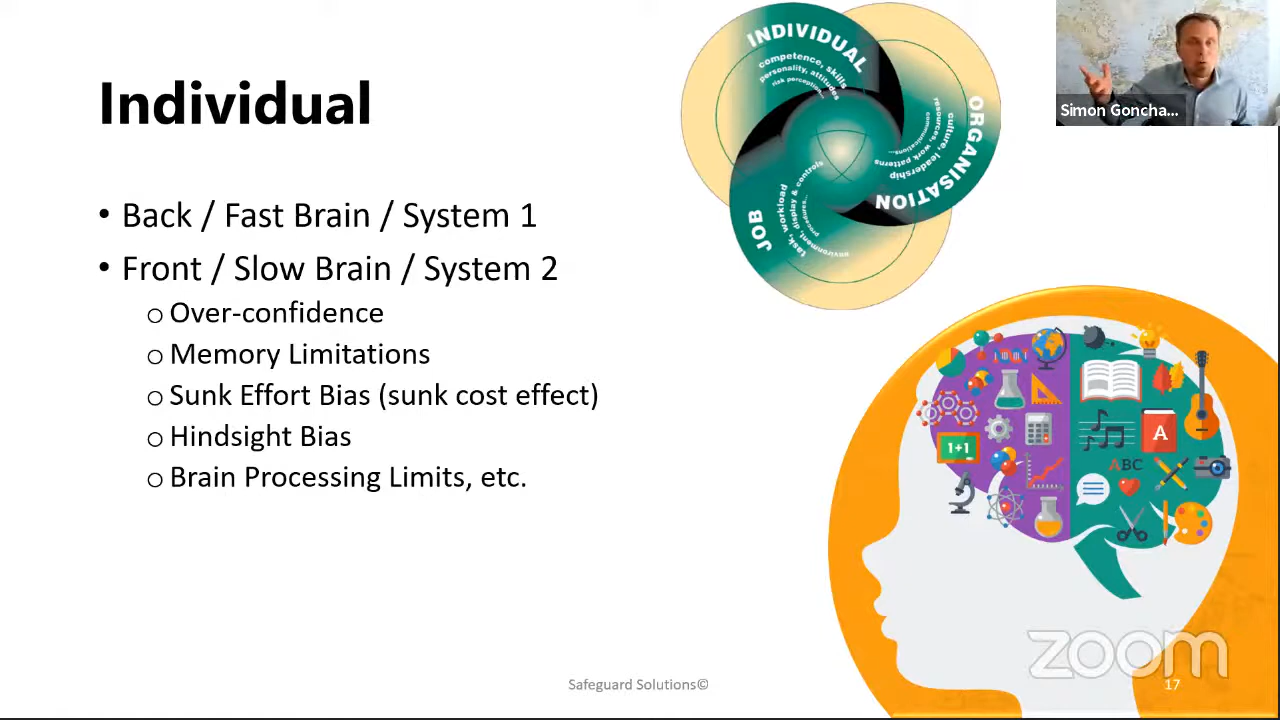 Individual
• Back / Fast Brain / System 1
• Front / Slow Brain / System 2
o Over-confidence
o Memory Limitations
o Sunk Effort Bias (sunk cost effect)
o Hindsight Bias
o Brain Processing Limits, etc.
INDIVIDUAL
competence, skills
personality, attitudes
risk perception...
ORGANISATION
culture, leadership
resources, work patterns
communications...
JOB
task, workload
environment, display & controls
procedures...
Simon Goncha...
1+1
A
ABC
zoom
Safeguard Solutions©
17